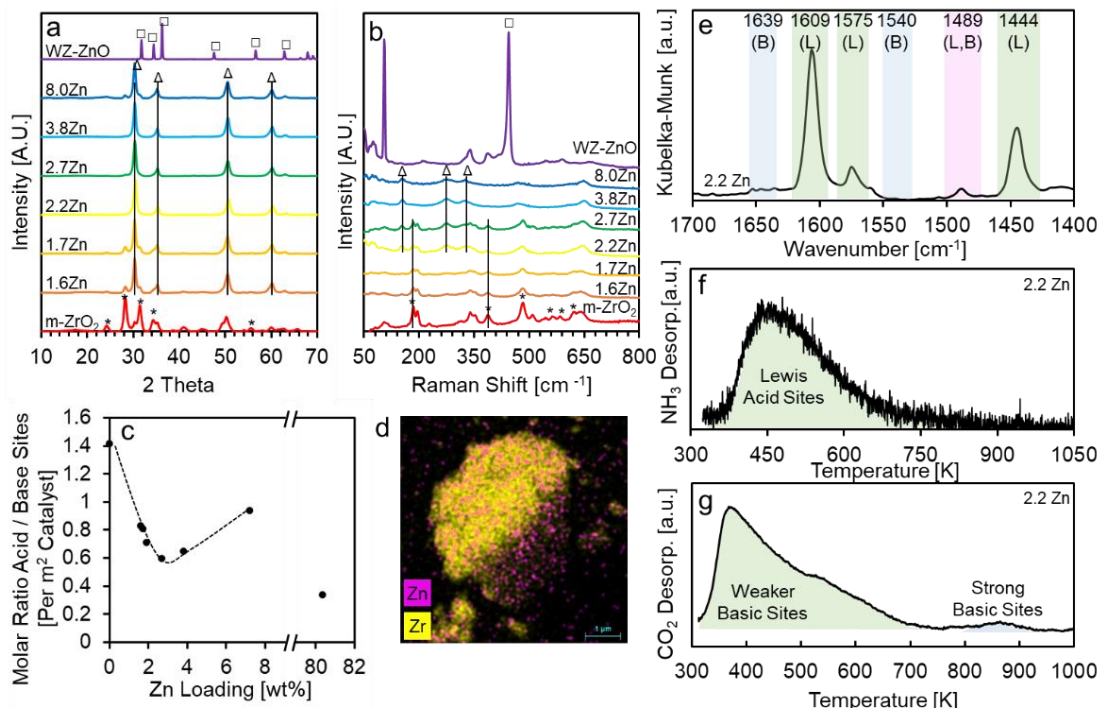 a
WZ-ZnO
8.0Zn
3.8Zn
2.7Zn
2.2Zn
1.7Zn
1.6Zn
m-ZrO2
Intensity [A.U.]
10 20 30 40 50 60 70
2 Theta
b
WZ-ZnO
8.0Zn
3.8Zn
2.7Zn
2.2Zn
1.7Zn
1.6Zn
m-ZrO2
Intensity [A.U.]
50 200 350 500 650 800
Raman Shift [cm -1]
c
Molar Ratio Acid / Base Sites
[Per m2 Catalyst]
1.6
1.4
1.2
1
0.8
0.6
0.4
0.2
0
0 2 4 6 8 80 82
Zn Loading [wt%]
d
Zn
Zr
1 μm
e
1639 1609 1575 1540 1489 1444
(B) (L) (L) (B) (L,B) (L)
Kubelka-Munk [a.u.]
2.2 Zn
1700 1650 1600 1550 1500 1450 1400
Wavenumber [cm-1]
f
2.2 Zn
NH3 Desorp.[a.u.]
Lewis
Acid Sites
300 450 600 750 900 1050
Temperature [K]
g
2.2 Zn
CO2 Desorp. [a.u.]
Weaker
Basic Sites
Strong
Basic Sites
300 400 500 600 700 800 900 1000
Temperature [K]